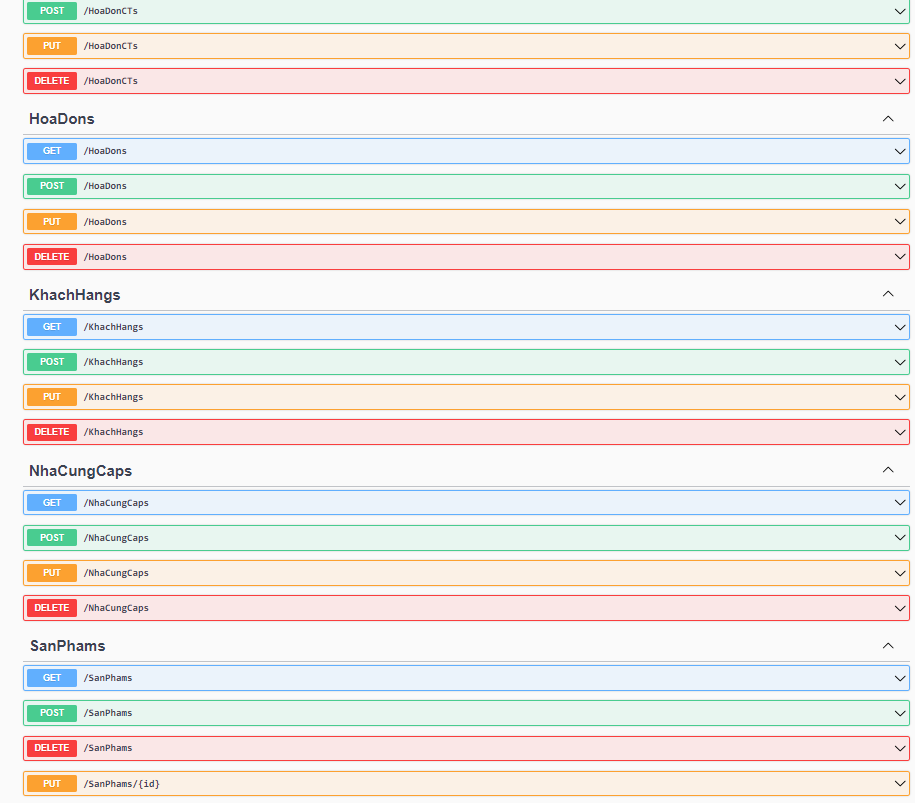 POST /HoaDonCTs
PUT /HoaDonCTs
DELETE /HoaDonCTs
HoaDons
GET /HoaDons
POST /HoaDons
PUT /HoaDons
DELETE /HoaDons
KhachHangs
GET /KhachHangs
POST /KhachHangs
PUT /KhachHangs
DELETE /KhachHangs
NhaCungCaps
GET /NhaCungCaps
POST /NhaCungCaps
PUT /NhaCungCaps
DELETE /NhaCungCaps
SanPhams
GET /SanPhams
POST /SanPhams
DELETE /SanPhams
PUT /SanPhams/{id}